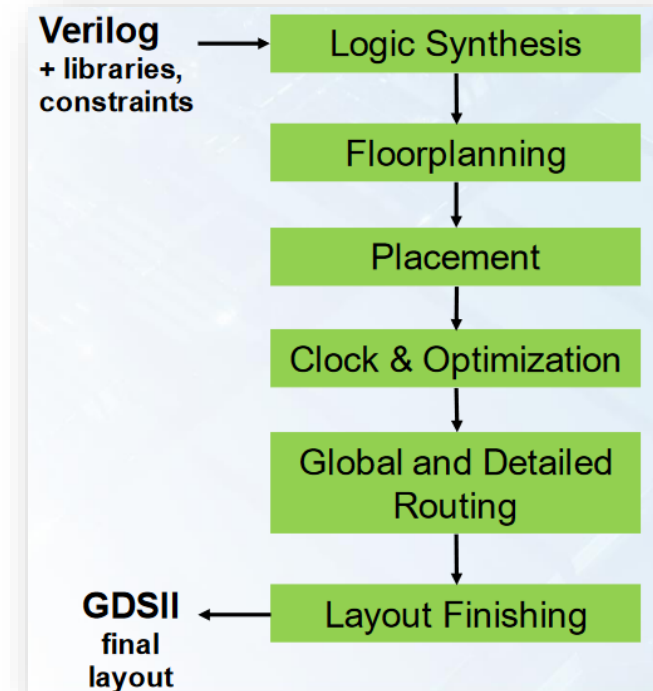 Verilog
+ libraries,
constraints
Logic Synthesis
Floorplanning
Placement
Clock & Optimization
Global and Detailed
Routing
Layout Finishing
GDSII
final
layout